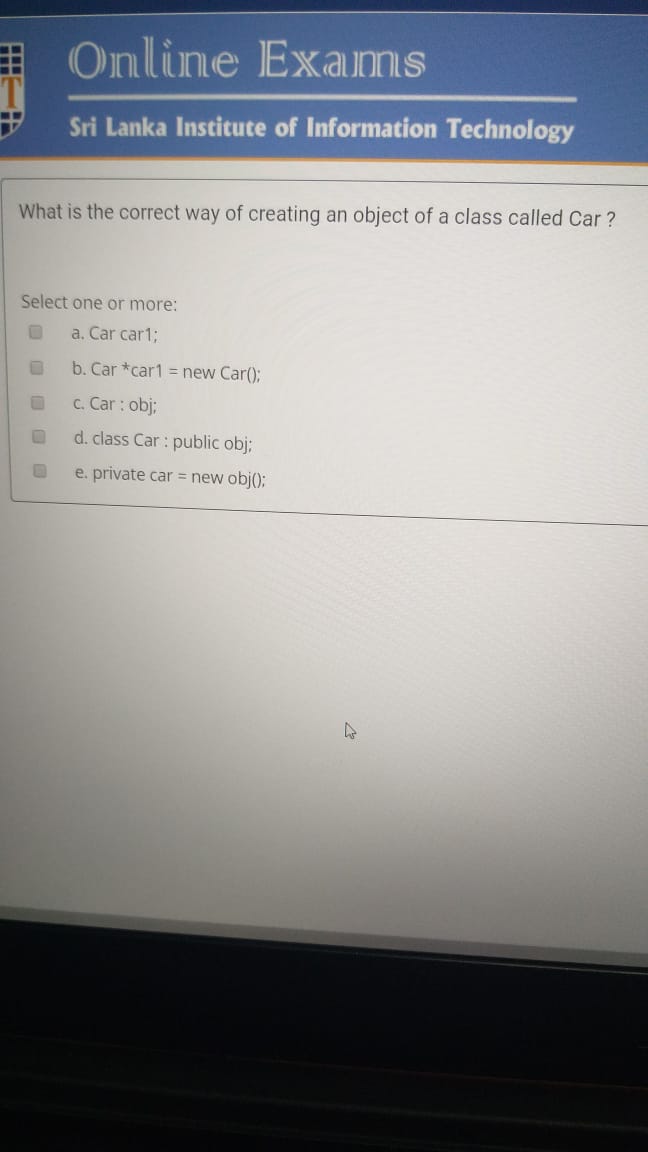 T
Online Exams
Sri Lanka Institute of Information Technology
What is the correct way of creating an object of a class called Car ?
Select one or more:
a. Car car1;
b. Car *car1 = new Car();
c. Car : obj;
d. class Car : public obj;
e. private car = new obj();